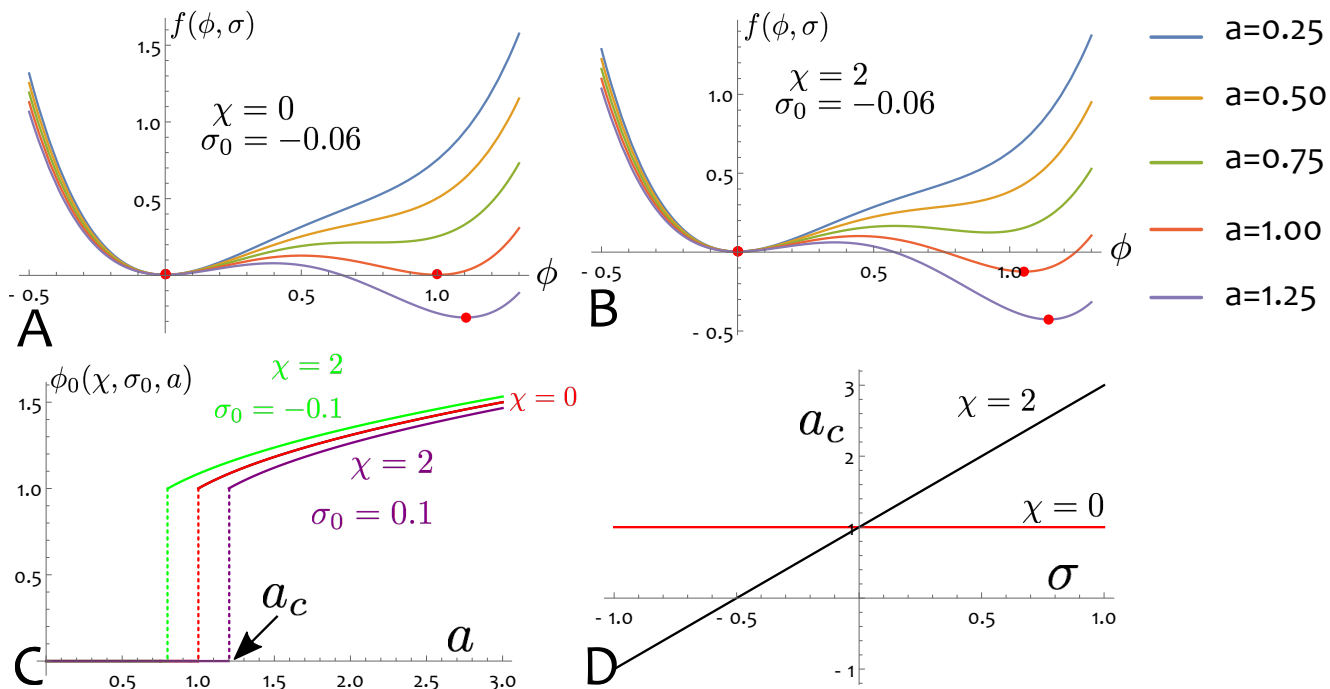 f(ϕ,σ)
1.5
1.0
0.5
χ = 0
σ₀ = −0.06
- 0.5
0.5
1.0
ϕ
A
f(ϕ,σ)
1.0
0.5
- 0.5
χ = 2
σ₀ = −0.06
- 0.5
0.5
1.0
ϕ
B
a=0.25
a=0.50
a=0.75
a=1.00
a=1.25
ϕ₀(χ,σ₀,a)
1.5
1.0
0.5
χ = 2
σ₀ = −0.1
χ = 0
χ = 2
σ₀ = 0.1
a_c
a
0.5
1.0
1.5
2.0
2.5
3.0
C
a_c
3
2
1
- 1
χ = 2
χ = 0
σ
- 1.0
- 0.5
0.5
1.0
D